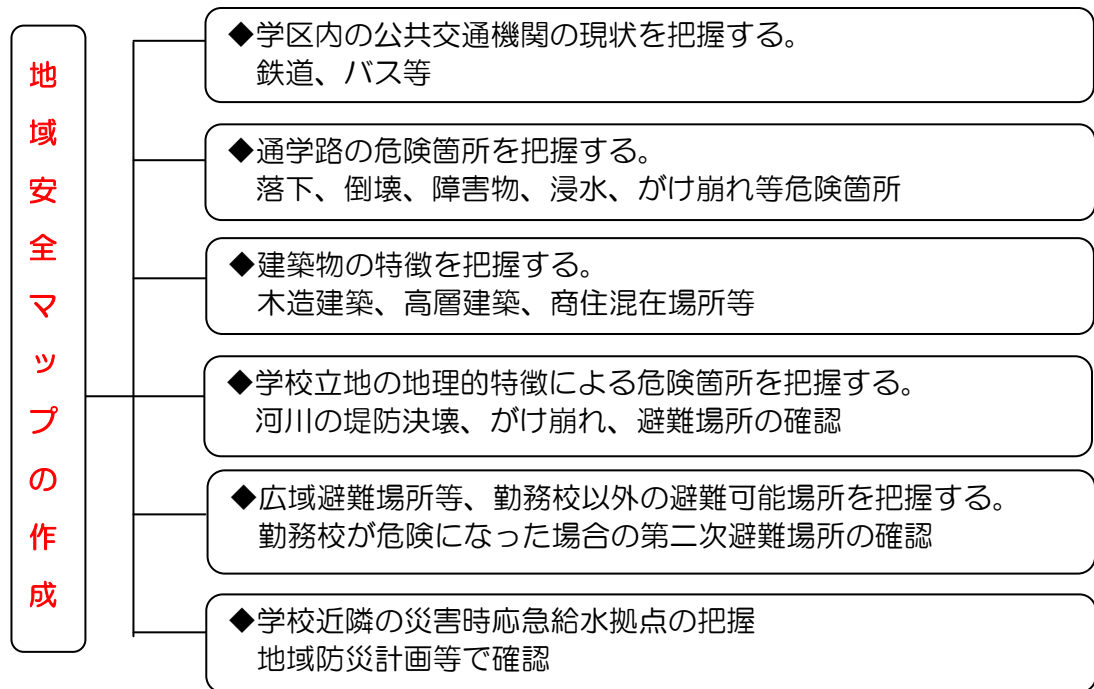 地域安全マップの作成
◆学区内の公共交通機関の現状を把握する。
鉄道、バス等
◆通学路の危険箇所を把握する。
落下、倒壊、障害物、浸水、がけ崩れ等危険箇所
◆建築物の特徴を把握する。
木造建築、高層建築、商住混在場所等
◆学校立地の地理的特徴による危険箇所を把握する。
河川の堤防決壊、がけ崩れ、避難場所の確認
◆広域避難場所等、勤務校以外の避難可能場所を把握する。
勤務校が危険になった場合の第二次避難場所の確認
◆学校近隣の災害時応急給水拠点の把握
地域防災計画等で確認